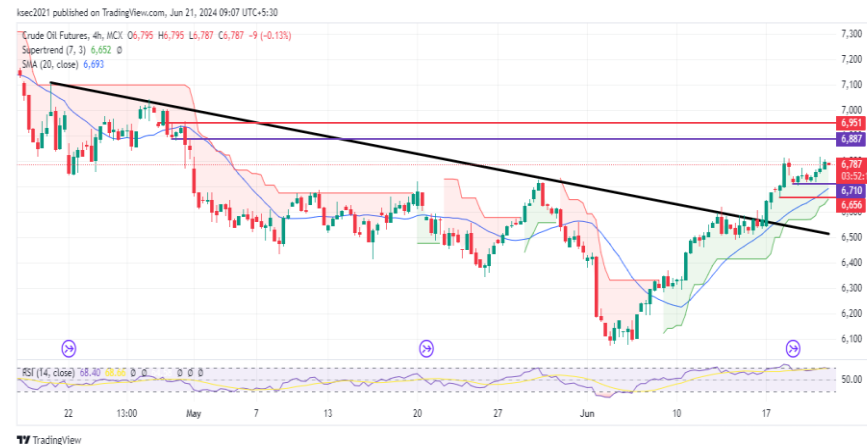 ksec2021 published on TradingView.com, Jun 21, 2024 09:07 UTC+5:30
Crude Oil Futures, 4h, MCX O6,795 H6,795 L6,787 C6,787 -9 (-0.13%)
Supertrend (7, 3) 6,652 Ø
SMA (20, close) 6,693
7,300
7,200
7,100
7,000
6,951
6,887
6,787
03:52:
6,710
6,656
6,500
6,400
6,300
6,200
6,100
RSI (14, close) 68.40 Ø Ø Ø Ø Ø
50.00
22 13:00 May 7 13 20 27 Jun 10 17
TradingView